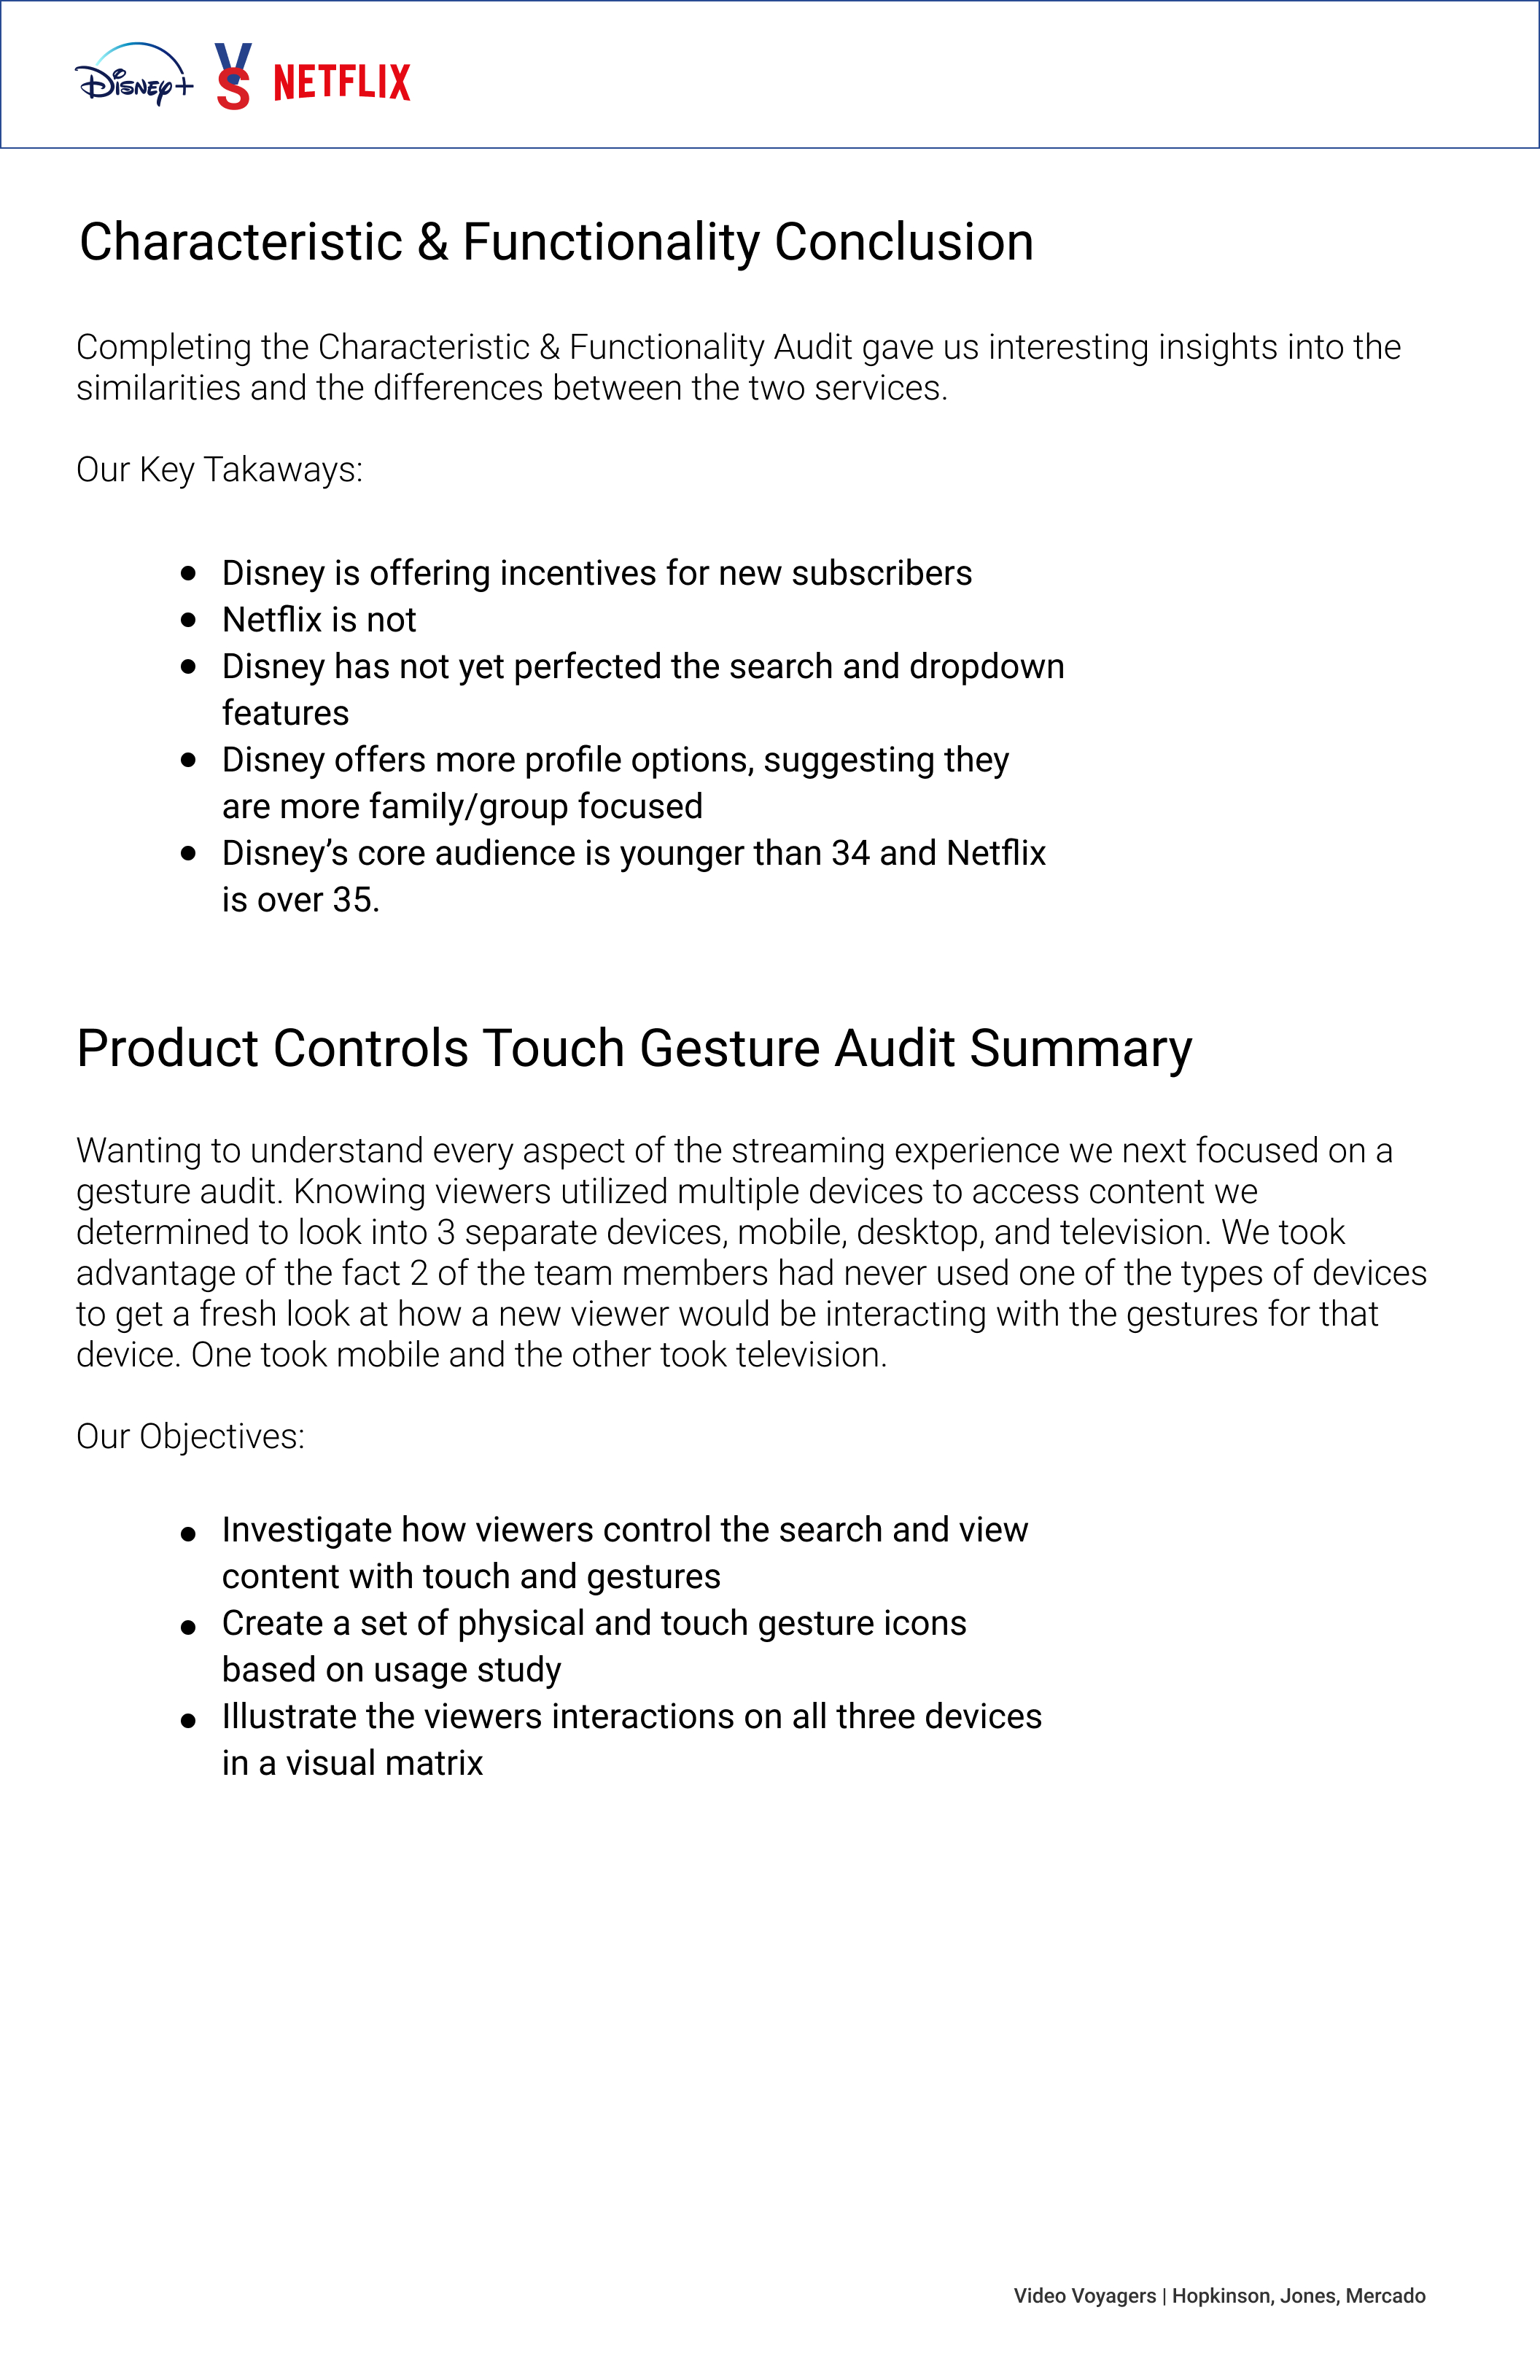 Disney+ VS NETFLIX
Characteristic & Functionality Conclusion
Completing the Characteristic & Functionality Audit gave us interesting insights into the
similarities and the differences between the two services.
Our Key Takaways:
● Disney is offering incentives for new subscribers
● Netflix is not
● Disney has not yet perfected the search and dropdown
features
● Disney offers more profile options, suggesting they
are more family/group focused
● Disney’s core audience is younger than 34 and Netflix
is over 35.
Product Controls Touch Gesture Audit Summary
Wanting to understand every aspect of the streaming experience we next focused on a
gesture audit. Knowing viewers utilized multiple devices to access content we
determined to look into 3 separate devices, mobile, desktop, and television. We took
advantage of the fact 2 of the team members had never used one of the types of devices
to get a fresh look at how a new viewer would be interacting with the gestures for that
device. One took mobile and the other took television.
Our Objectives:
● Investigate how viewers control the search and view
content with touch and gestures
● Create a set of physical and touch gesture icons
based on usage study
● Illustrate the viewers interactions on all three devices
in a visual matrix
Video Voyagers | Hopkinson, Jones, Mercado